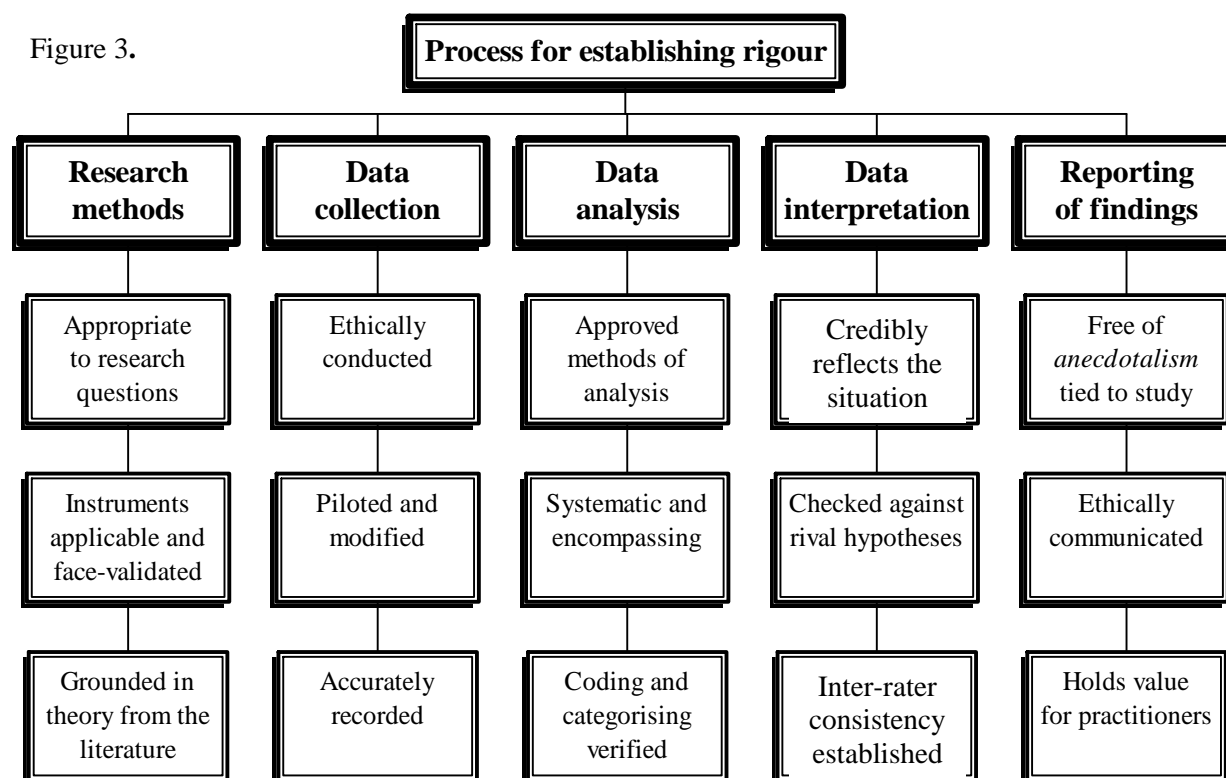 Figure 3.
Process for establishing rigour
Research
methods
Data
collection
Data
analysis
Data
interpretation
Reporting
of findings
Appropriate
to research
questions
Ethically
conducted
Approved
methods of
analysis
Credibly
reflects the
situation
Free of
anecdotalism
tied to study
Instruments
applicable and
face-validated
Piloted and
modified
Systematic and
encompassing
Checked against
rival hypotheses
Ethically
communicated
Grounded in
theory from the
literature
Accurately
recorded
Coding and
categorising
verified
Inter-rater
consistency
established
Holds value
for practitioners